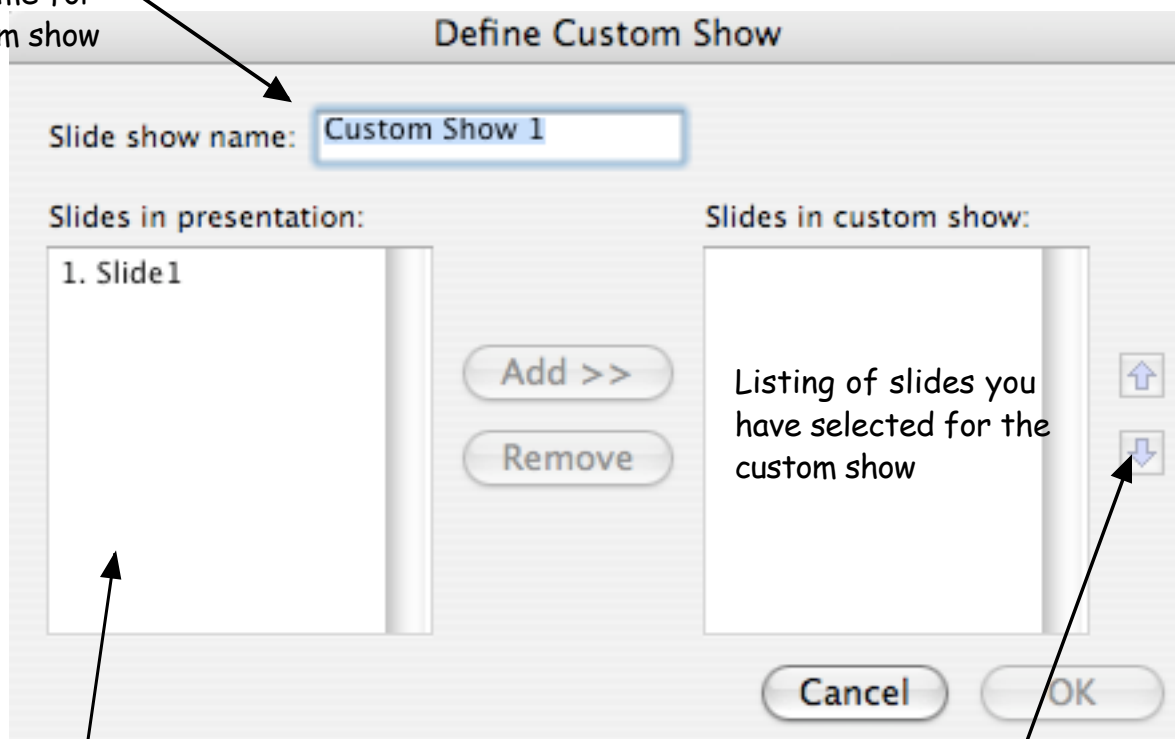 for
m show
Define Custom Show
Slide show name: Custom Show 1
Slides in presentation:
Slides in custom show:
1. Slide1
Add >>
Remove
Listing of slides you
have selected for the
custom show
Cancel
OK